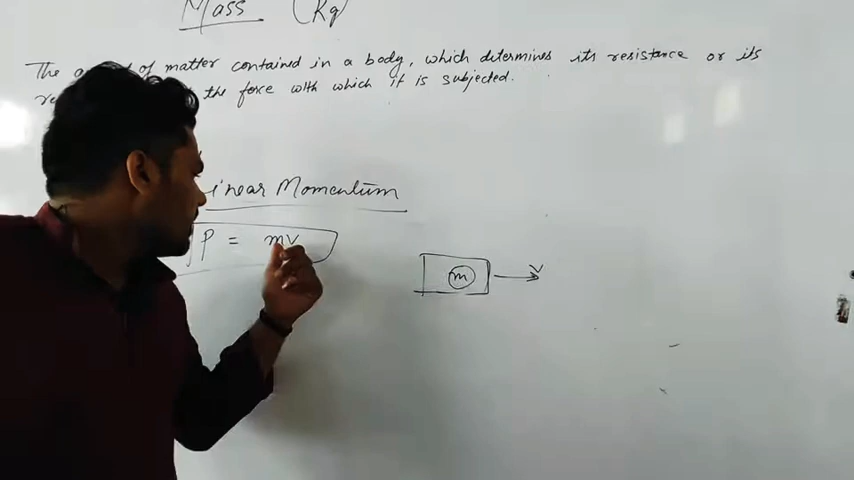 Mass (Kg)
The of matter contained in a body, which determines its resistance or its
the force with which it is subjected.
inear Momentum
P = mv
m v